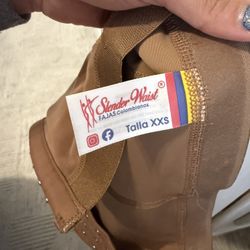 Slender Waist
FAJAS Colombianas
Talla XXS